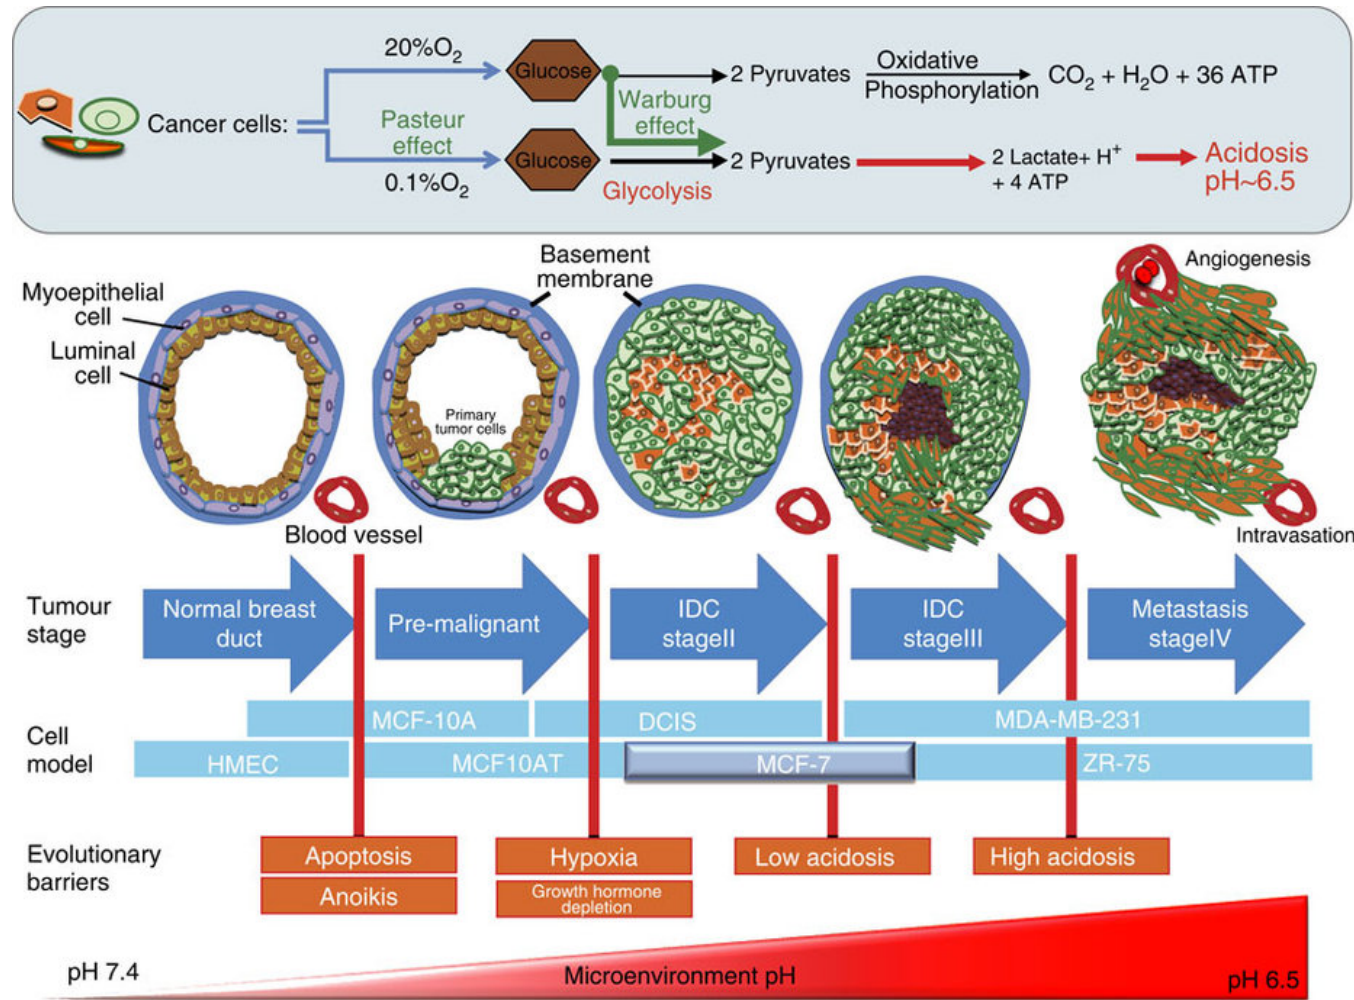 20%O2
Glucose
2 Pyruvates
Oxidative
Phosphorylation
CO2 + H2O + 36 ATP
Cancer cells:
Pasteur
effect
Warburg
effect
0.1%O2
Glucose
Glycolysis
2 Pyruvates
2 Lactate+ H+
+ 4 ATP
Acidosis
pH~6.5
Myoepithelial
cell
Luminal
cell
Basement
membrane
Primary
tumor cells
Angiogenesis
Blood vessel
Intravasation
Tumour
stage
Normal breast
duct
Pre-malignant
IDC
stageII
IDC
stageIII
Metastasis
stageIV
Cell
model
MCF-10A
DCIS
MDA-MB-231
HMEC
MCF10AT
MCF-7
ZR-75
Evolutionary
barriers
Apoptosis
Anoikis
Hypoxia
Growth hormone
depletion
Low acidosis
High acidosis
pH 7.4
Microenvironment pH
pH 6.5